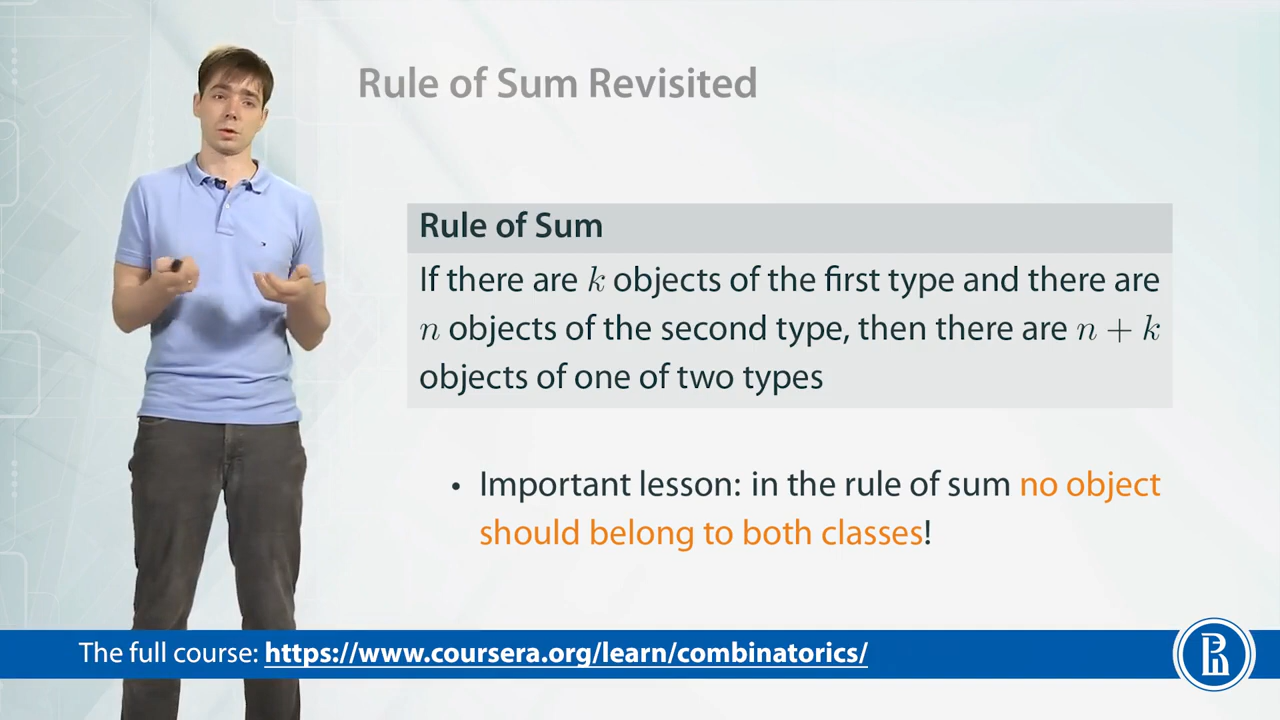 Rule of Sum Revisited
Rule of Sum
If there are k objects of the first type and there are
n objects of the second type, then there are n + k
objects of one of two types
• Important lesson: in the rule of sum no object
should belong to both classes!
The full course: https://www.coursera.org/learn/combinatorics/